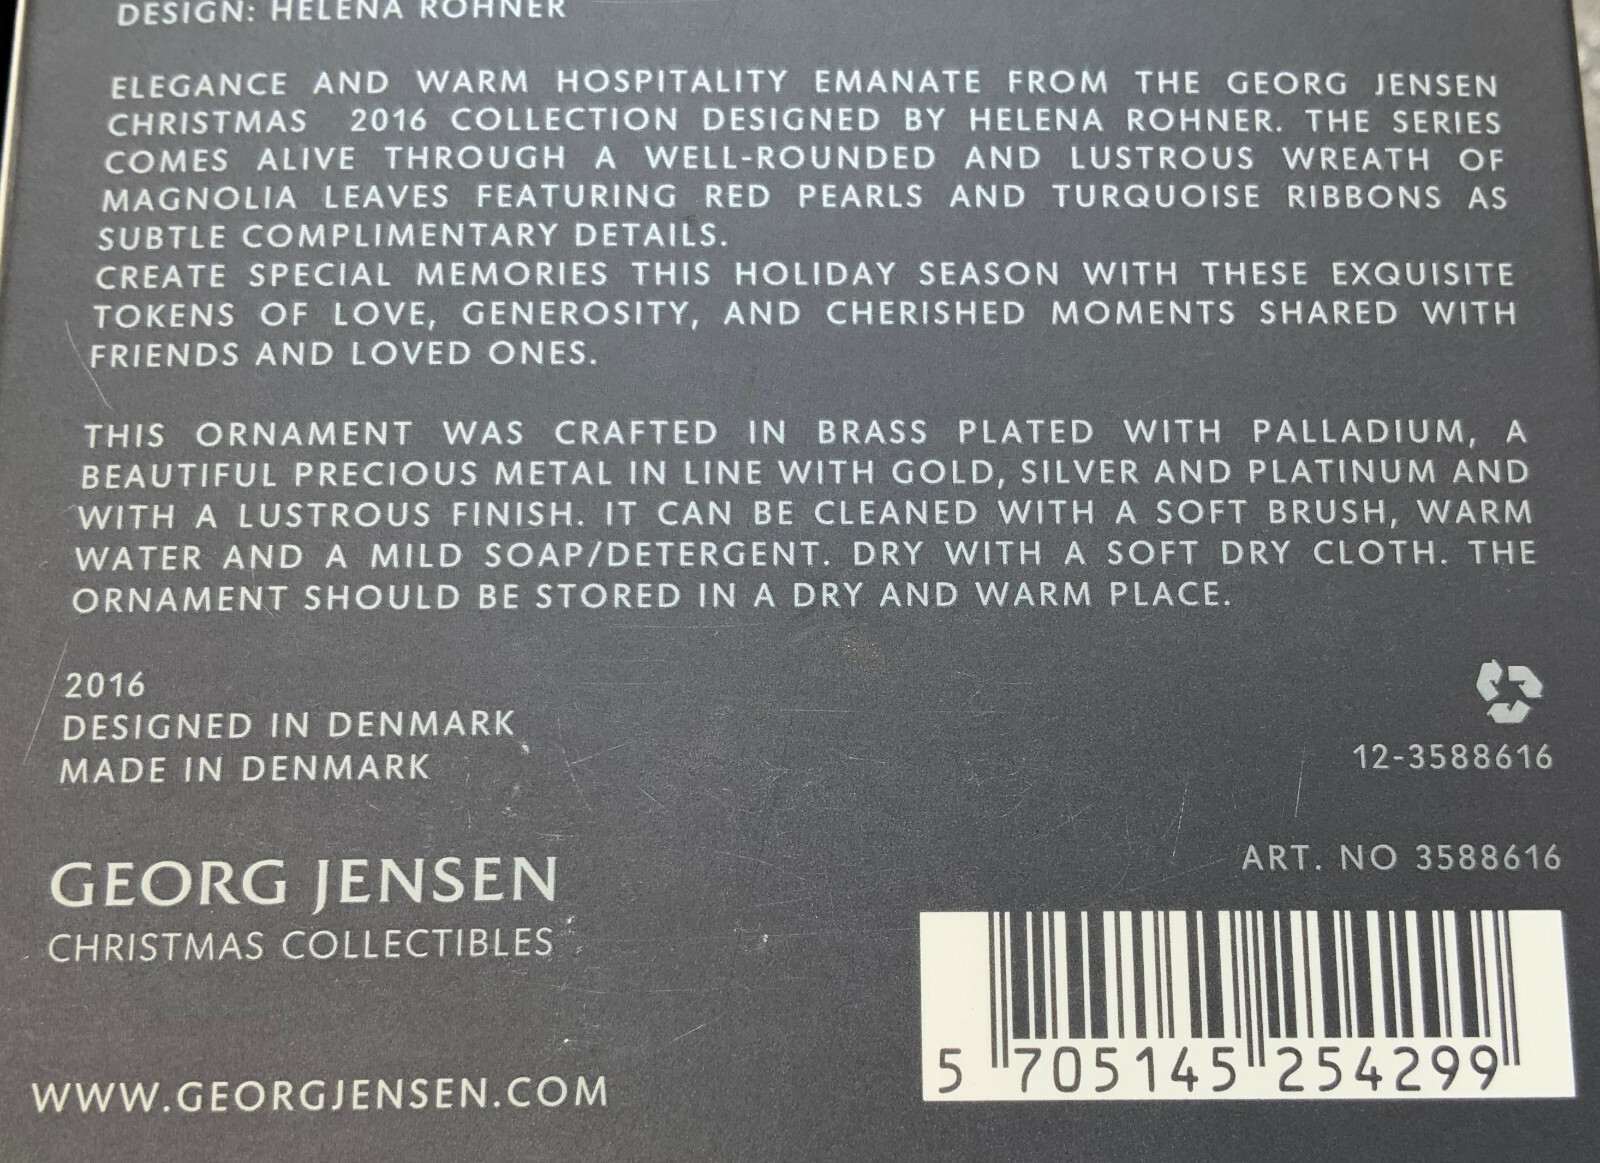 DESIGN: HELENA ROHNER
ELEGANCE AND WARM HOSPITALITY EMANATE FROM THE GEORG JENSEN
CHRISTMAS 2016 COLLECTION DESIGNED BY HELENA ROHNER. THE SERIES
COMES ALIVE THROUGH A WELL-ROUNDED AND LUSTROUS WREATH OF
MAGNOLIA LEAVES FEATURING RED PEARLS AND TURQUOISE RIBBONS AS
SUBTLE COMPLIMENTARY DETAILS.
CREATE SPECIAL MEMORIES THIS HOLIDAY SEASON WITH THESE EXQUISITE
TOKENS OF LOVE, GENEROSITY, AND CHERISHED MOMENTS SHARED WITH
FRIENDS AND LOVED ONES.
THIS ORNAMENT WAS CRAFTED IN BRASS PLATED WITH PALLADIUM, A
BEAUTIFUL PRECIOUS METAL IN LINE WITH GOLD, SILVER AND PLATINUM AND
WITH A LUSTROUS FINISH. IT CAN BE CLEANED WITH A SOFT BRUSH, WARM
WATER AND A MILD SOAP/DETERGENT. DRY WITH A SOFT DRY CLOTH. THE
ORNAMENT SHOULD BE STORED IN A DRY AND WARM PLACE.
2016
DESIGNED IN DENMARK
MADE IN DENMARK
12-3588616
GEORG JENSEN
CHRISTMAS COLLECTIBLES
ART. NO 3588616
5 705145 254299
WWW.GEORGJENSEN.COM